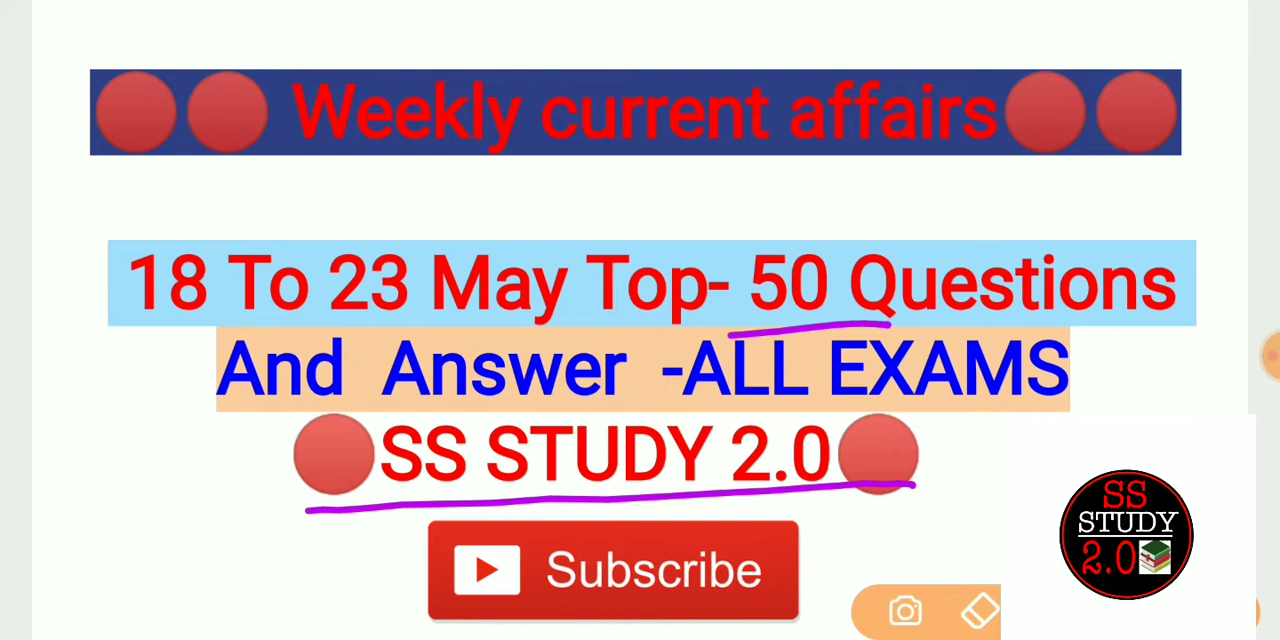 Weekly current affairs
18 To 23 May Top- 50 Questions
And Answer -ALL EXAMS
SS STUDY 2.0
Subscribe
SS
STUDY
2.0